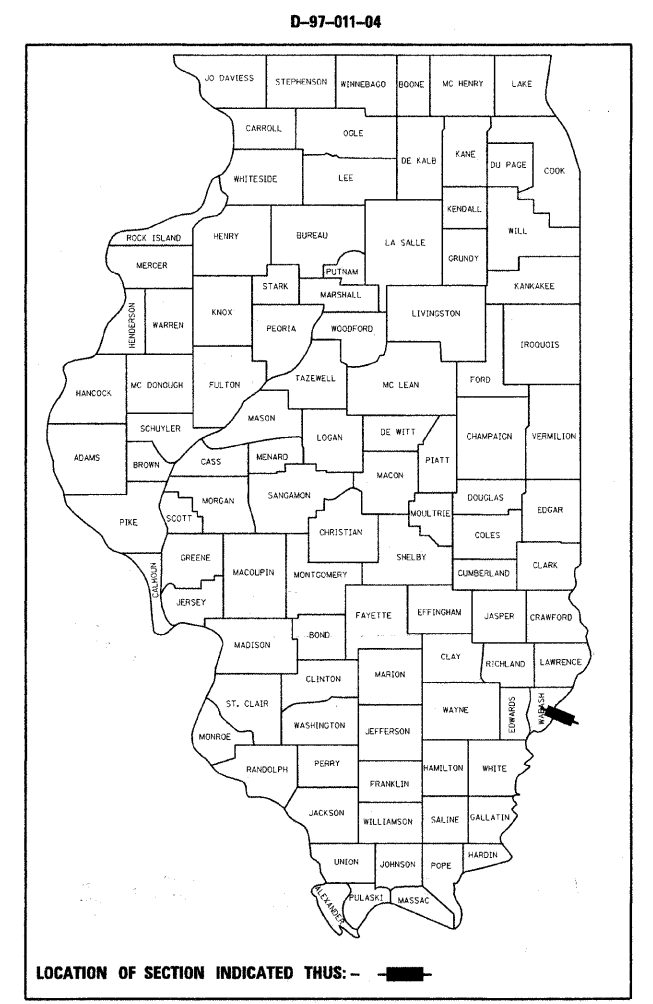 D-97-011-04
JO DAVIESS
STEPHENSON
WINNEBAGO
BOONE
MC HENRY
LAKE
CARROLL
OGLE
DE KALB
KANE
DU PAGE
COOK
WHITESIDE
LEE
KENDALL
ROCK ISLAND
HENRY
BUREAU
LA SALLE
WILL
MERCER
PUTNAM
GRUNDY
STARK
MARSHALL
KANKAKEE
HENDERSON
WARREN
KNOX
PEORIA
WOODFORD
LIVINGSTON
IROQUOIS
HANCOCK
MC DONOUGH
FULTON
TAZEWELL
MC LEAN
FORD
SCHUYLER
MASON
LOGAN
DE WITT
CHAMPAIGN
VERMILION
ADAMS
BROWN
CASS
MENARD
MACON
PIATT
PIKE
SCOTT
MORGAN
SANGAMON
CHRISTIAN
MOULTRIE
DOUGLAS
EDGAR
COLES
CALHOUN
GREENE
MACOUPIN
MONTGOMERY
SHELBY
CUMBERLAND
CLARK
JERSEY
FAYETTE
EFFINGHAM
JASPER
CRAWFORD
MADISON
BOND
CLAY
RICHLAND
LAWRENCE
CLINTON
MARION
ST. CLAIR
WASHINGTON
JEFFERSON
WAYNE
EDWARDS
WABASH
MONROE
RANDOLPH
PERRY
HAMILTON
WHITE
FRANKLIN
JACKSON
WILLIAMSON
SALINE
GALLATIN
UNION
JOHNSON
POPE
HARDIN
ALEXANDER
PULASKI
MASSAC
LOCATION OF SECTION INDICATED THUS: -